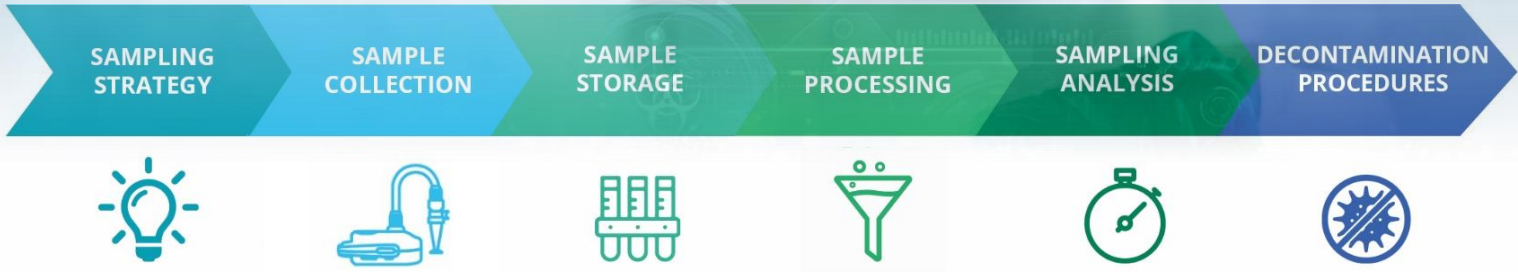 SAMPLING
STRATEGY
SAMPLE
COLLECTION
SAMPLE
STORAGE
SAMPLE
PROCESSING
SAMPLING
ANALYSIS
DECONTAMINATION
PROCEDURES